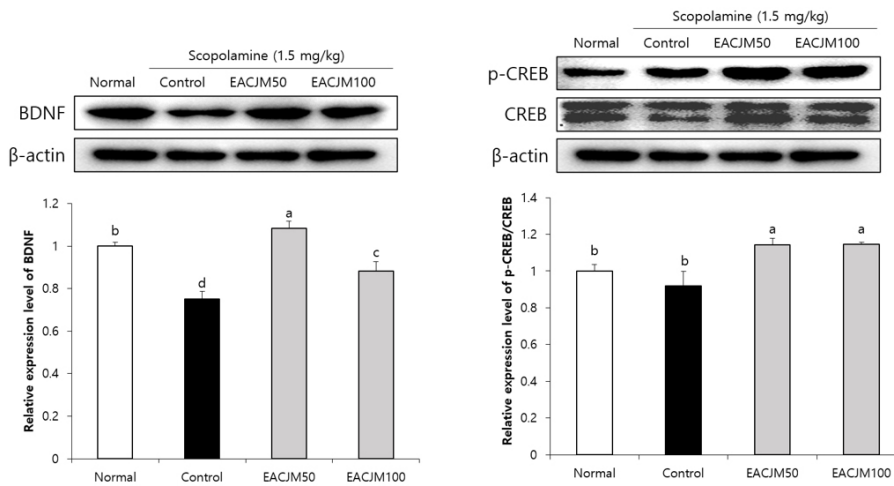 Scopolamine (1.5 mg/kg)
Normal Control EACJM50 EACJM100
BDNF
β-actin
Relative expression level of BDNF
1.2
1
0.8
0.6
0.4
0.2
0
b
d
a
c
Normal Control EACJM50 EACJM100
Scopolamine (1.5 mg/kg)
Normal Control EACJM50 EACJM100
p-CREB
CREB
β-actin
Relative expression level of p-CREB/CREB
1.4
1.2
1
0.8
0.6
0.4
0.2
0
b
b
a
a
Normal Control EACJM50 EACJM100